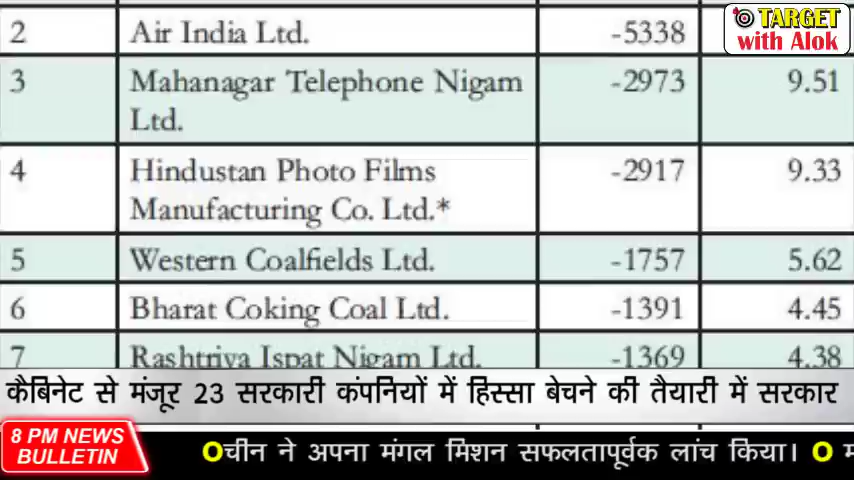 TARGET
with Alok
2 Air India Ltd. -5338
3 Mahanagar Telephone Nigam -2973 9.51
Ltd.
4 Hindustan Photo Films -2917 9.33
Manufacturing Co. Ltd.*
5 Western Coalfields Ltd. -1757 5.62
6 Bharat Coking Coal Ltd. -1391 4.45
7 Rashtriya Ispat Nigam Ltd. -1369 4.38
कैबिनेट से मंजूर 23 सरकारी कंपनियों में हिस्सा बेचने की तैयारी में सरकार
8 PM NEWS
BULLETIN
चीन ने अपना मंगल मिशन सफलतापूर्वक लांच किया।